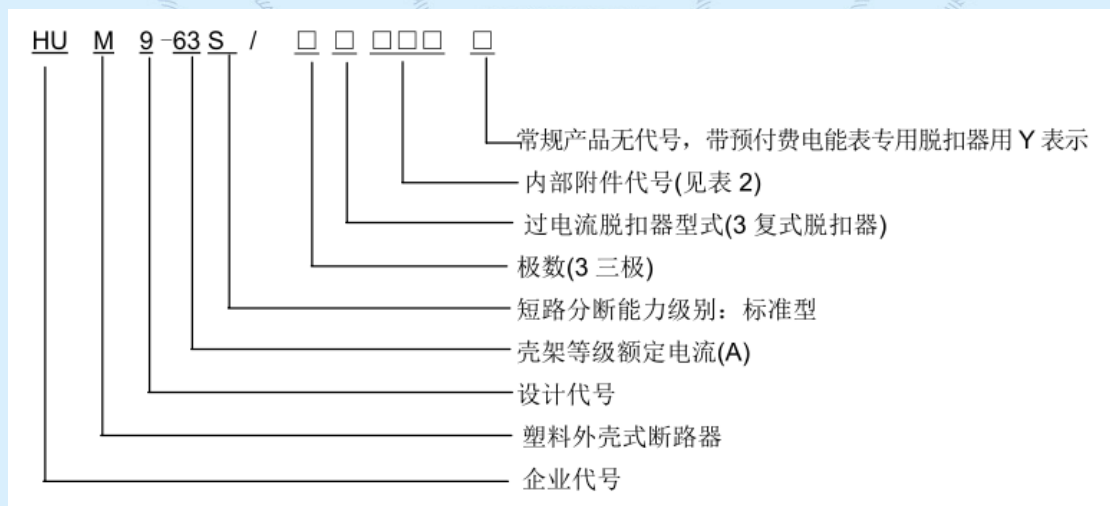 HU M 9 -63 S / □ □ □□□ □
常规产品无代号，带预付费电能表专用脱扣器用 Y 表示
内部附件代号(见表 2)
过电流脱扣器型式(3 复式脱扣器)
极数(3 三极)
短路分断能力级别：标准型
壳架等级额定电流(A)
设计代号
塑料外壳式断路器
企业代号